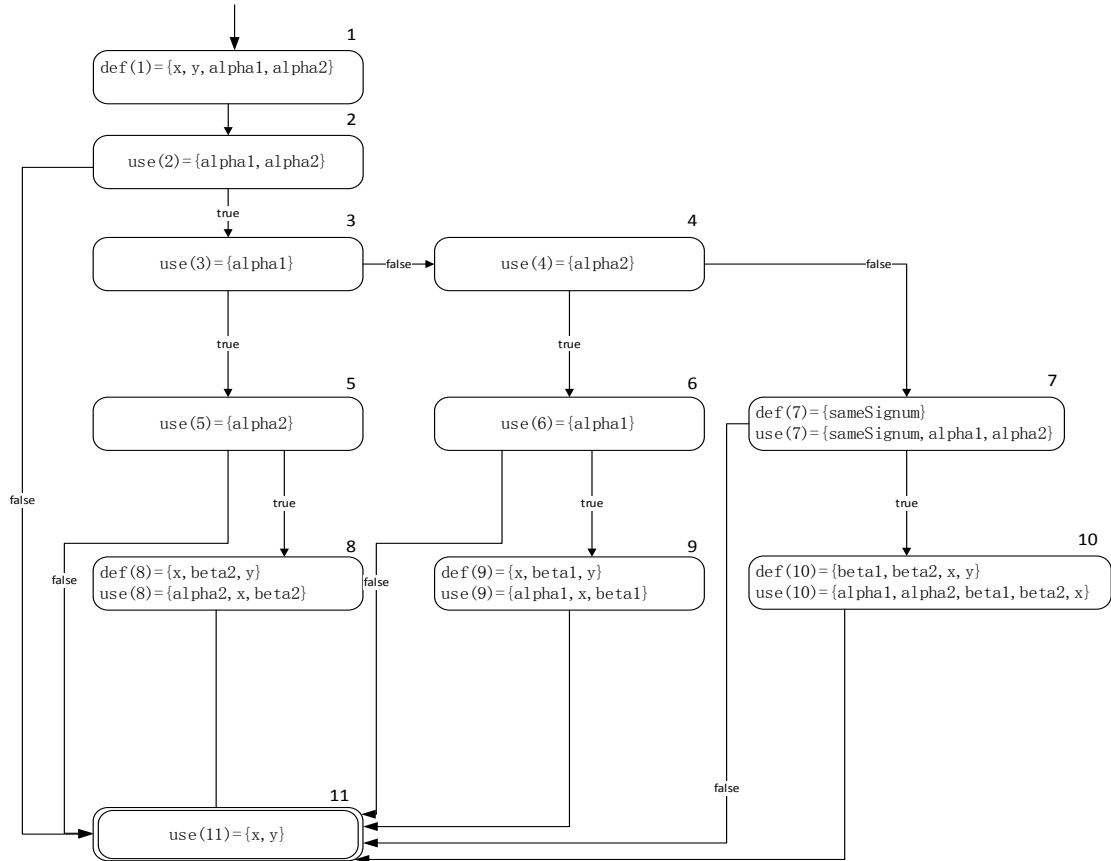 1
def(1)={x,y,alpha1,alpha2}
2
use(2)={alpha1,alpha2}
true
3
use(3)={alpha1}
false
4
use(4)={alpha2}
false
true
true
5
use(5)={alpha2}
6
use(6)={alpha1}
7
def(7)={sameSignum}
use(7)={sameSignum,alpha1,alpha2}
false
true
true
true
8
def(8)={x,beta2,y}
use(8)={alpha2,x,beta2}
false
false
9
def(9)={x,beta1,y}
use(9)={alpha1,x,beta1}
10
def(10)={beta1,beta2,x,y}
use(10)={alpha1,alpha2,beta1,beta2,x}
false
11
use(11)={x,y}